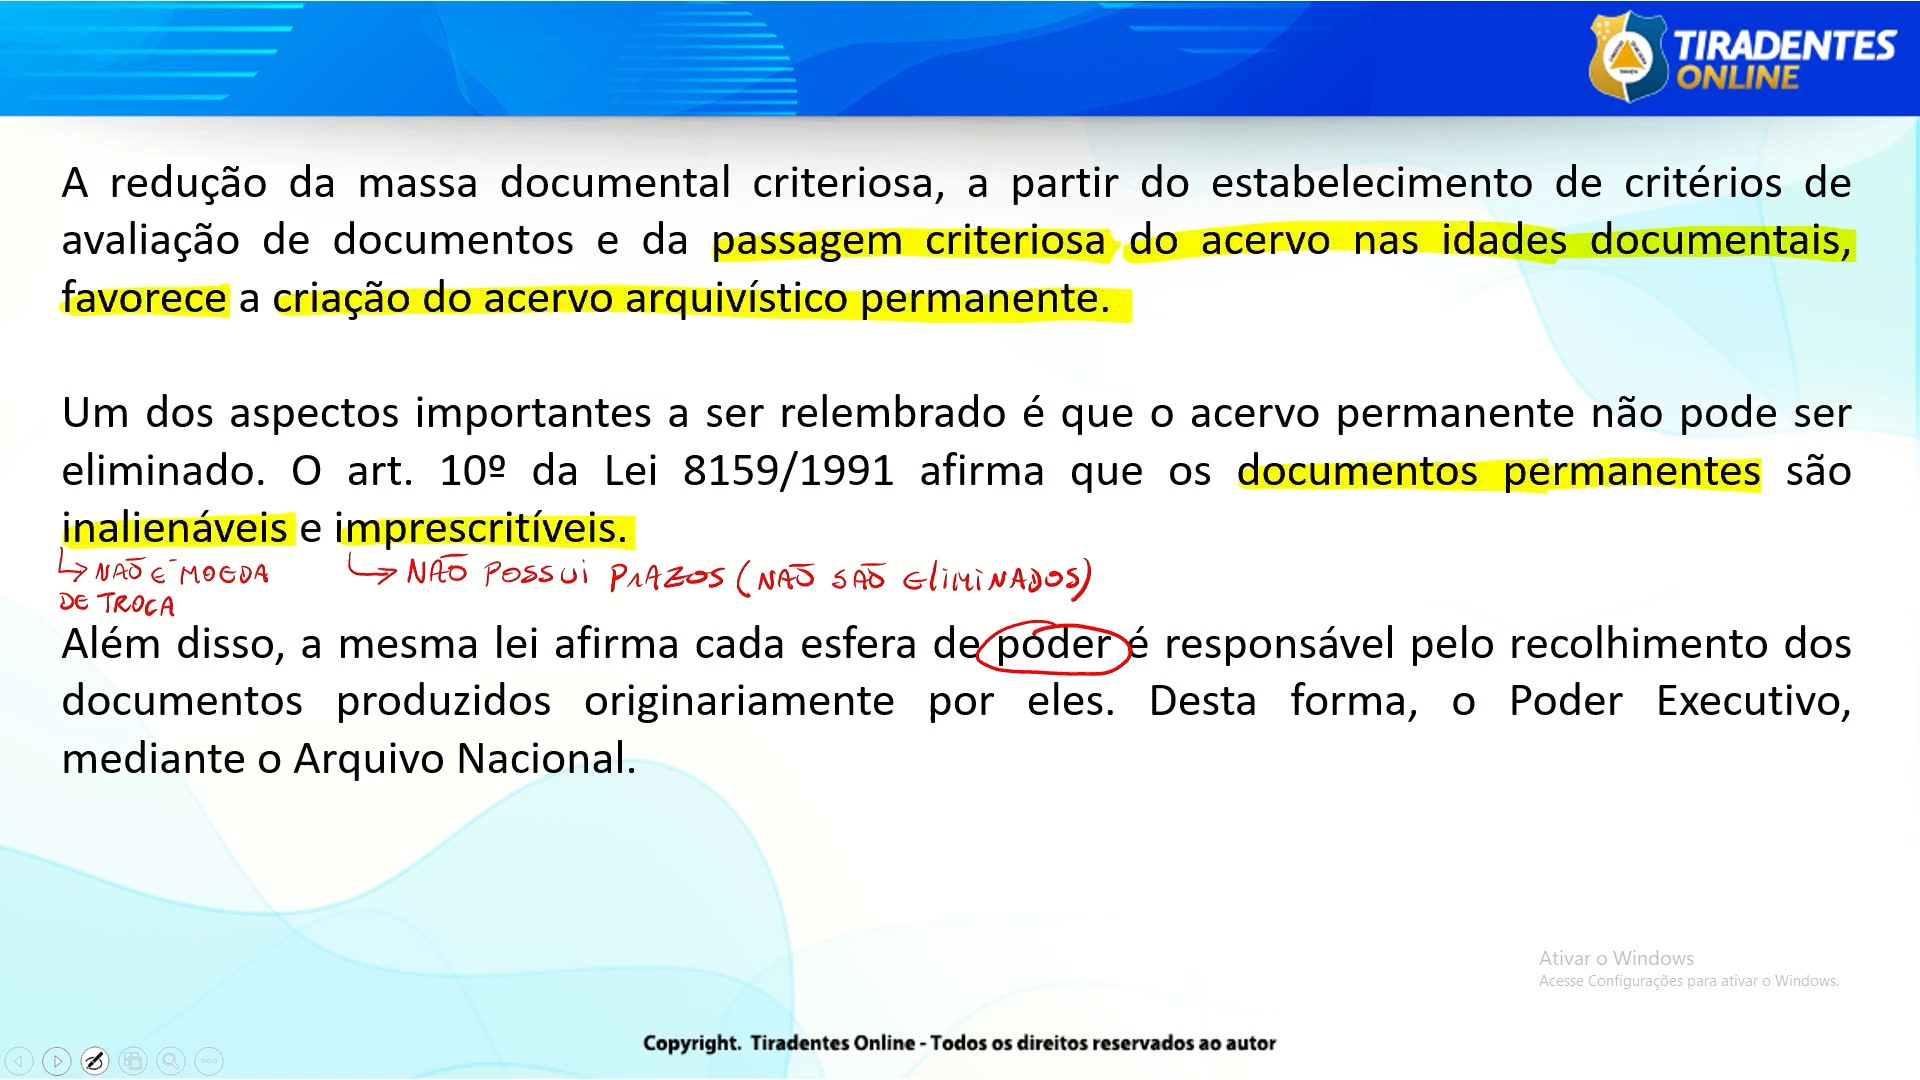 TIRADENTES
ONLINE
A redução da massa documental criteriosa, a partir do estabelecimento de critérios de
avaliação de documentos e da passagem criteriosa do acervo nas idades documentais,
favorece a criação do acervo arquivístico permanente.
Um dos aspectos importantes a ser relembrado é que o acervo permanente não pode ser
eliminado. O art. 10º da Lei 8159/1991 afirma que os documentos permanentes são
inalienáveis e imprescritíveis.
NÃO É MOEDA
DE TROCA
NÃO POSSUI PRAZOS (NÃO SÃO ELIMINADOS)
Além disso, a mesma lei afirma cada esfera de poder é responsável pelo recolhimento dos
documentos produzidos originariamente por eles. Desta forma, o Poder Executivo,
mediante o Arquivo Nacional.
Ativar o Windows
Acesse Configurações para ativar o Windows.
Copyright. Tiradentes Online - Todos os direitos reservados ao autor